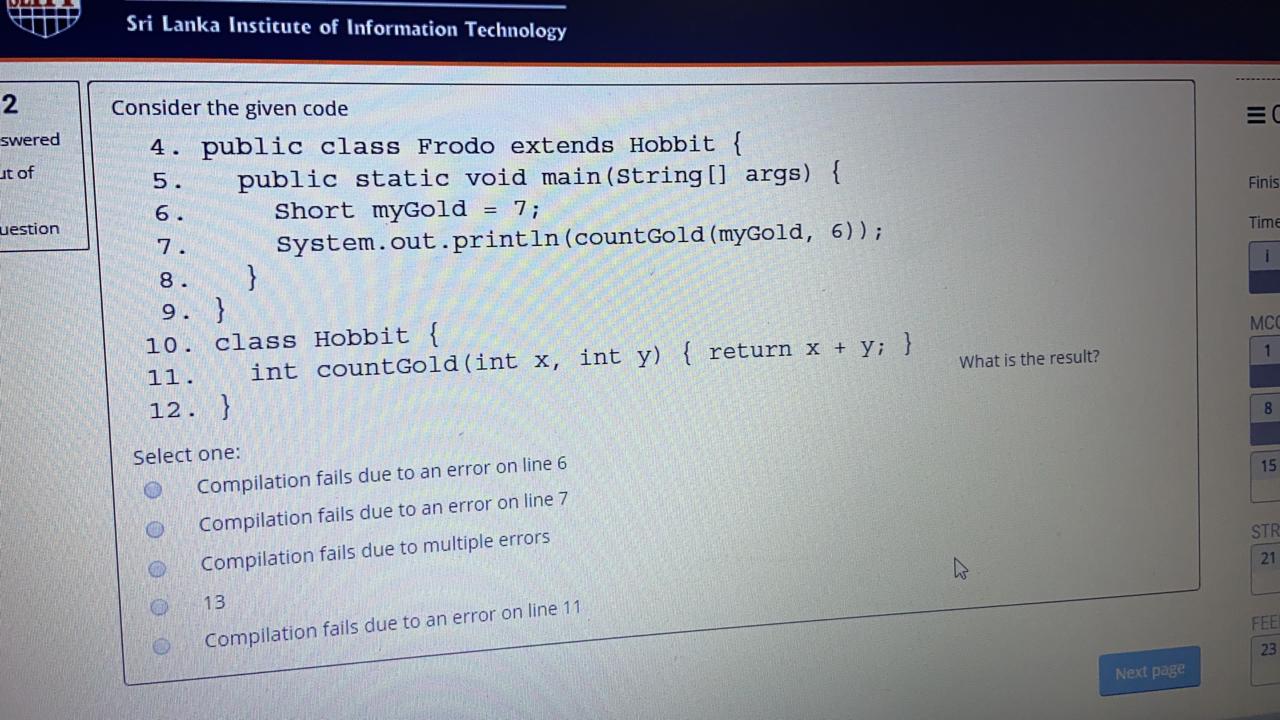 Sri Lanka Institute of Information Technology
2
Consider the given code
4. public class Frodo extends Hobbit {
5. public static void main(String[] args) {
6. Short myGold = 7;
7. System.out.println(countGold(myGold, 6));
8. }
9. }
10. class Hobbit {
11. int countGold(int x, int y) { return x + y; }
12. }
What is the result?
Select one:
Compilation fails due to an error on line 6
Compilation fails due to an error on line 7
Compilation fails due to multiple errors
13
Compilation fails due to an error on line 11
Next page
swered
ut of
uestion
Finis
Time
i
MCQ
1
8
15
STR
21
FEE
23